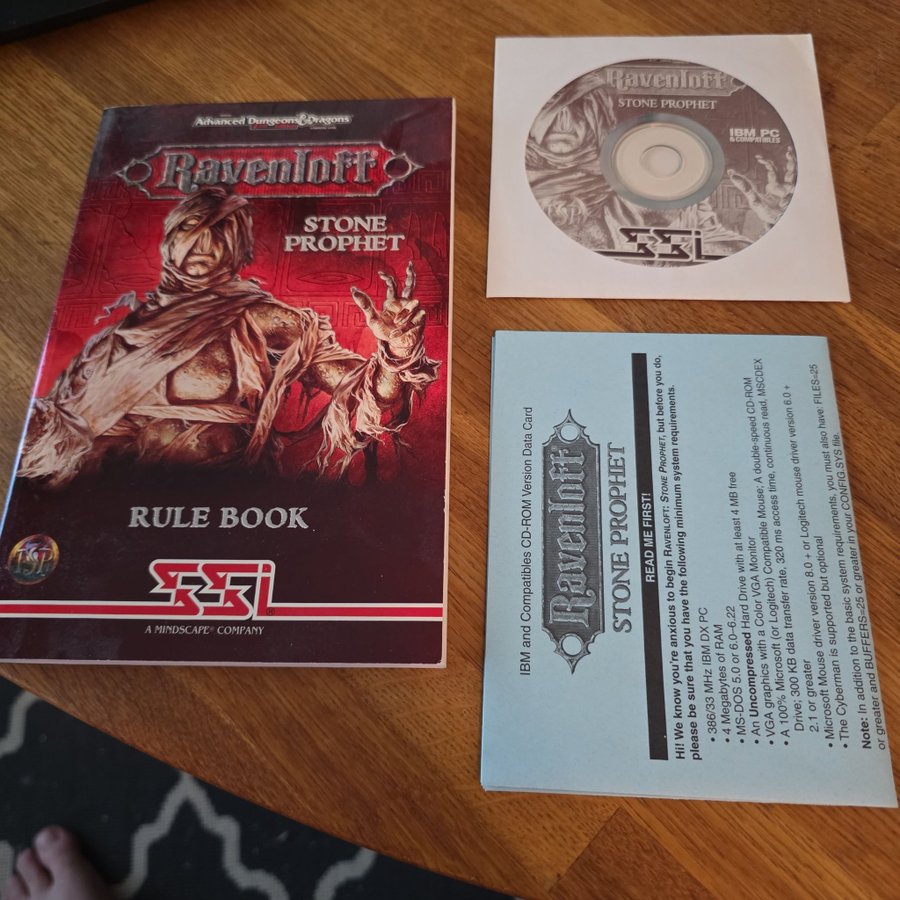 Advanced Dungeons & Dragons
Ravenloft
STONE
PROPHET
RULE BOOK
TSR
SSI®
A MINDSCAPE® COMPANY
Ravenloft
STONE PROPHET
IBM PC
& COMPATIBLES
TSR
SSI
IBM and Compatibles CD-ROM Version Data Card
Ravenloft
STONE PROPHET
READ ME FIRST!
Hi! We know you're anxious to begin RAVENLOFT: STONE PROPHET, but before you do,
please be sure that you have the following minimum system requirements.
• 386/33 MHz IBM DX PC
• 4 Megabytes of RAM
• MS-DOS 5.0 or 6.0–6.22
• An Uncompressed Hard Drive with at least 4 MB free
• VGA graphics with a Color VGA Monitor
• A 100% Microsoft (or Logitech) Compatible Mouse; A double-speed CD-ROM
Drive; 300 KB data transfer rate, 320 ms access time, continuous read, MSCDEX
2.1 or greater
• Microsoft Mouse driver version 8.0 + or Logitech mouse driver version 6.0 +
• The Cyberman is supported but optional
Note: In addition to the basic system requirements, you must also have: FILES=25
or greater and BUFFERS=25 or greater in your CONFIG.SYS file.